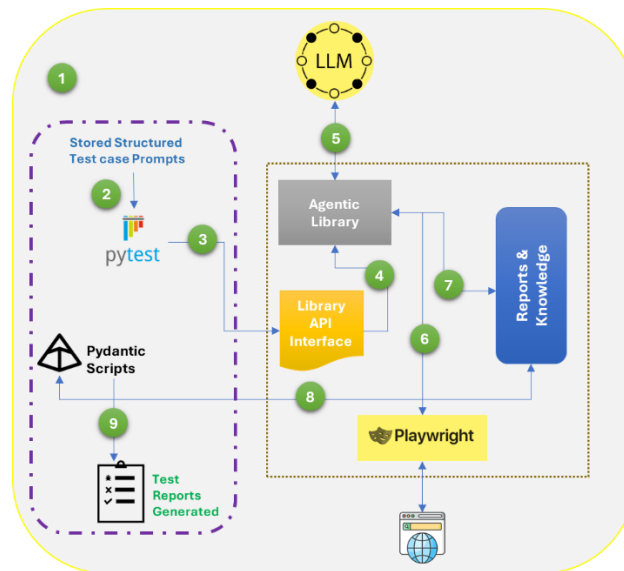 1
LLM
5
Stored Structured
Test case Prompts
2
pytest
3
Agentic
Library
4
Library
API
Interface
7
Reports &
Knowledge
6
Pydantic
Scripts
8
9
Playwright
Test
Reports
Generated